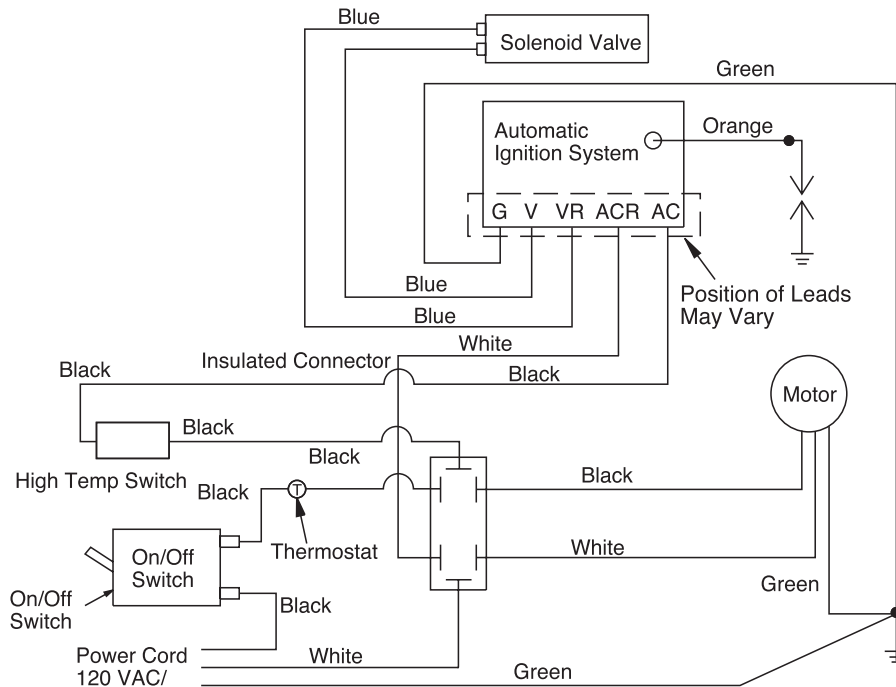 Blue
Solenoid Valve
Green
Automatic
Ignition System
Orange
G V VR ACR AC
Blue
Position of Leads
May Vary
Blue
White
Insulated Connector
Black
Black
Motor
Black
Black
High Temp Switch
Black
Black
T
Thermostat
On/Off
Switch
White
On/Off
Switch
Black
Green
Power Cord
120 VAC/
White
Green